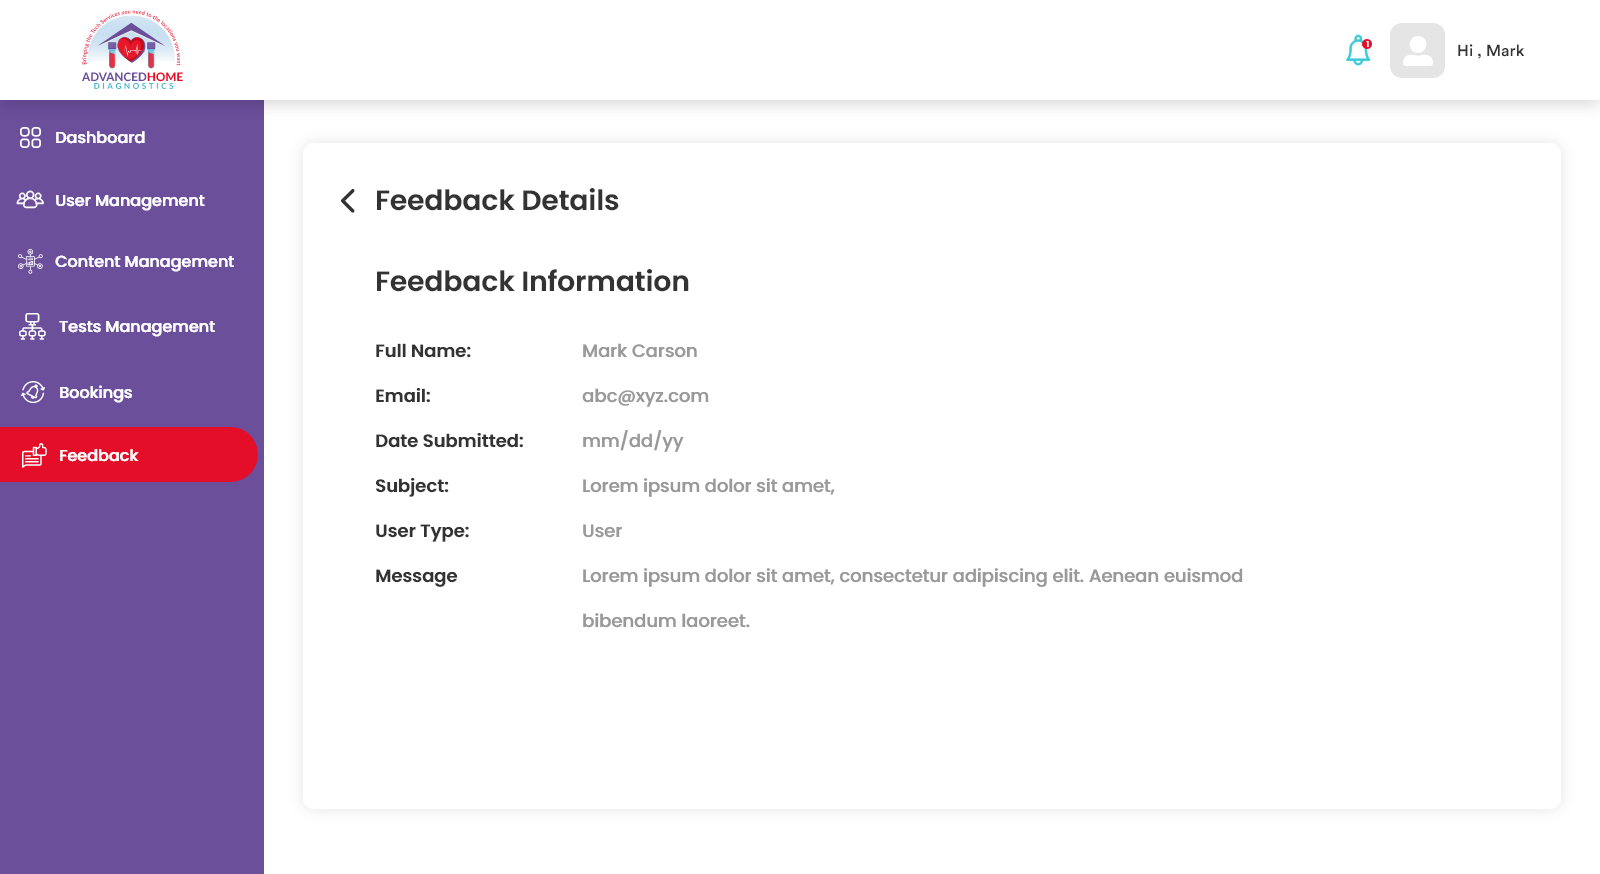 Bringing the Tech Services you need to the locations you want
ADVANCEDHOME
DIAGNOSTICS
1
Hi , Mark
Dashboard
User Management
Content Management
Tests Management
Bookings
Feedback
Feedback Details
Feedback Information
Full Name: Mark Carson
Email: abc@xyz.com
Date Submitted: mm/dd/yy
Subject: Lorem ipsum dolor sit amet,
User Type: User
Message Lorem ipsum dolor sit amet, consectetur adipiscing elit. Aenean euismod
bibendum laoreet.